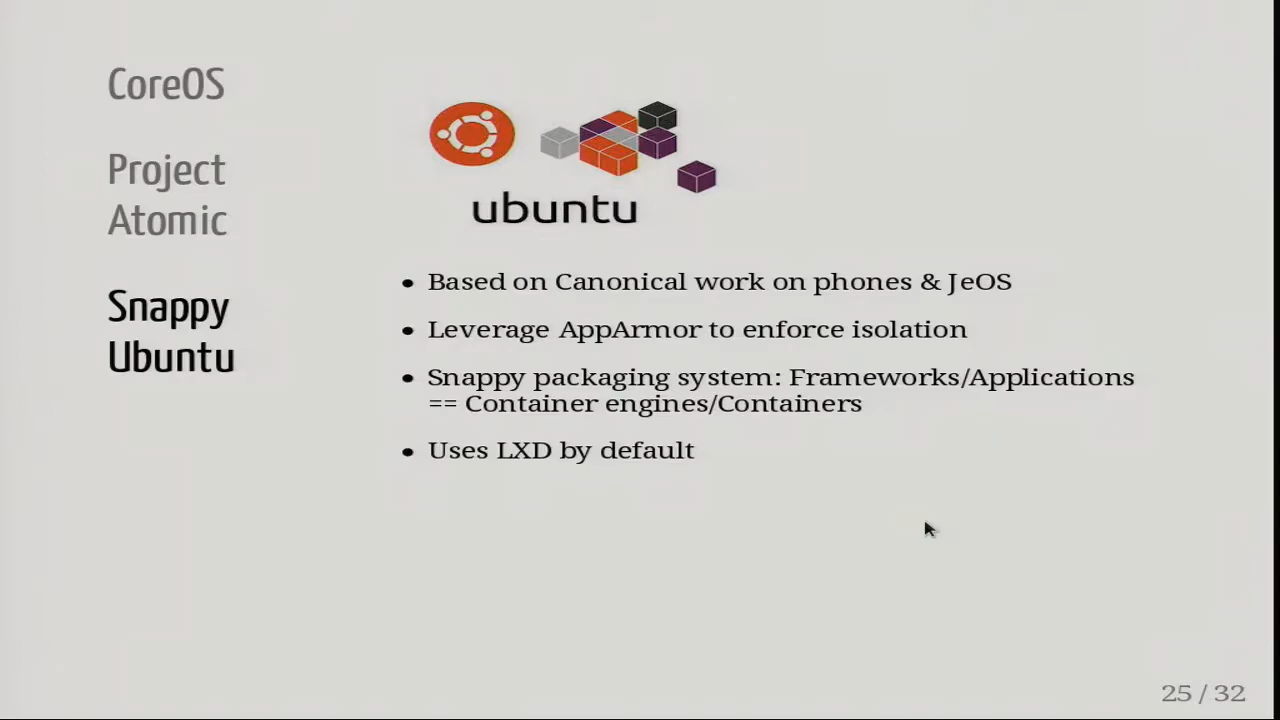 CoreOS
Project
Atomic
Snappy
Ubuntu
ubuntu
• Based on Canonical work on phones & JeOS
• Leverage AppArmor to enforce isolation
• Snappy packaging system: Frameworks/Applications
== Container engines/Containers
• Uses LXD by default
25 / 32